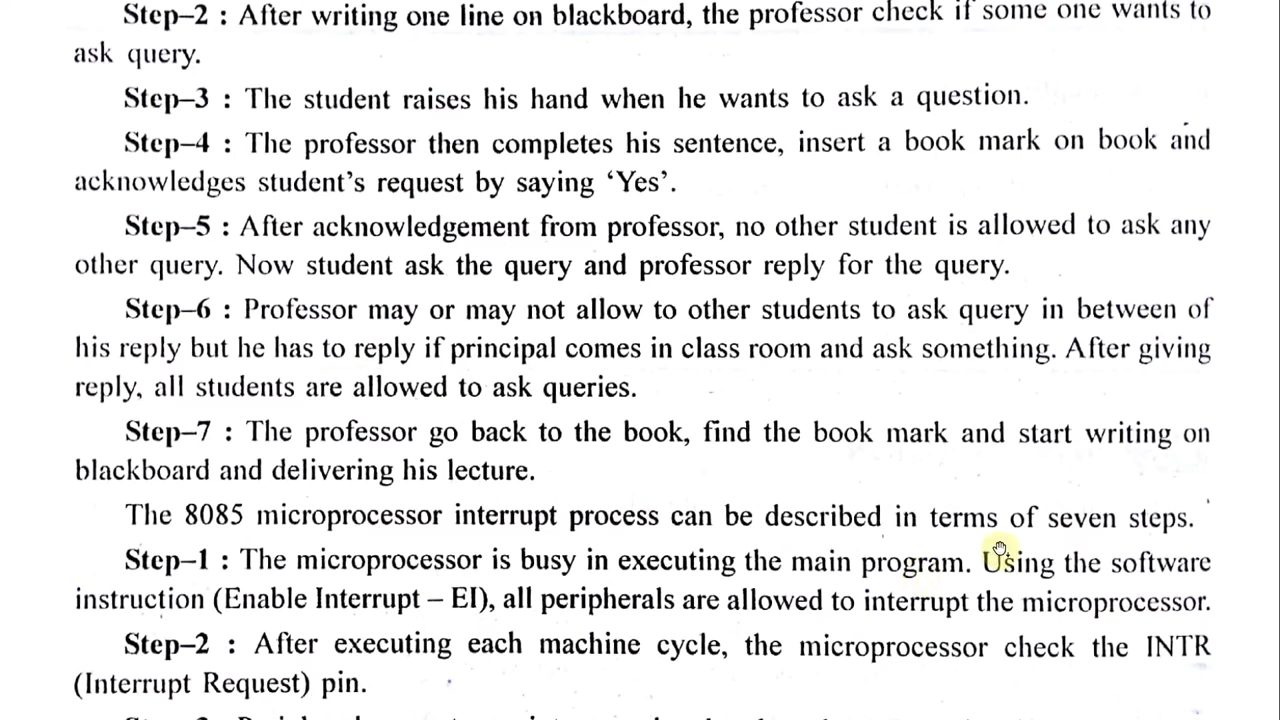 Step–2 : After writing one line on blackboard, the professor check if some one wants to
ask query.
Step–3 : The student raises his hand when he wants to ask a question.
Step–4 : The professor then completes his sentence, insert a book mark on book and
acknowledges student's request by saying ‘Yes’.
Step–5 : After acknowledgement from professor, no other student is allowed to ask any
other query. Now student ask the query and professor reply for the query.
Step–6 : Professor may or may not allow to other students to ask query in between of
his reply but he has to reply if principal comes in class room and ask something. After giving
reply, all students are allowed to ask queries.
Step–7 : The professor go back to the book, find the book mark and start writing on
blackboard and delivering his lecture.
The 8085 microprocessor interrupt process can be described in terms of seven steps.
Step–1 : The microprocessor is busy in executing the main program. Using the software
instruction (Enable Interrupt – EI), all peripherals are allowed to interrupt the microprocessor.
Step–2 : After executing each machine cycle, the microprocessor check the INTR
(Interrupt Request) pin.